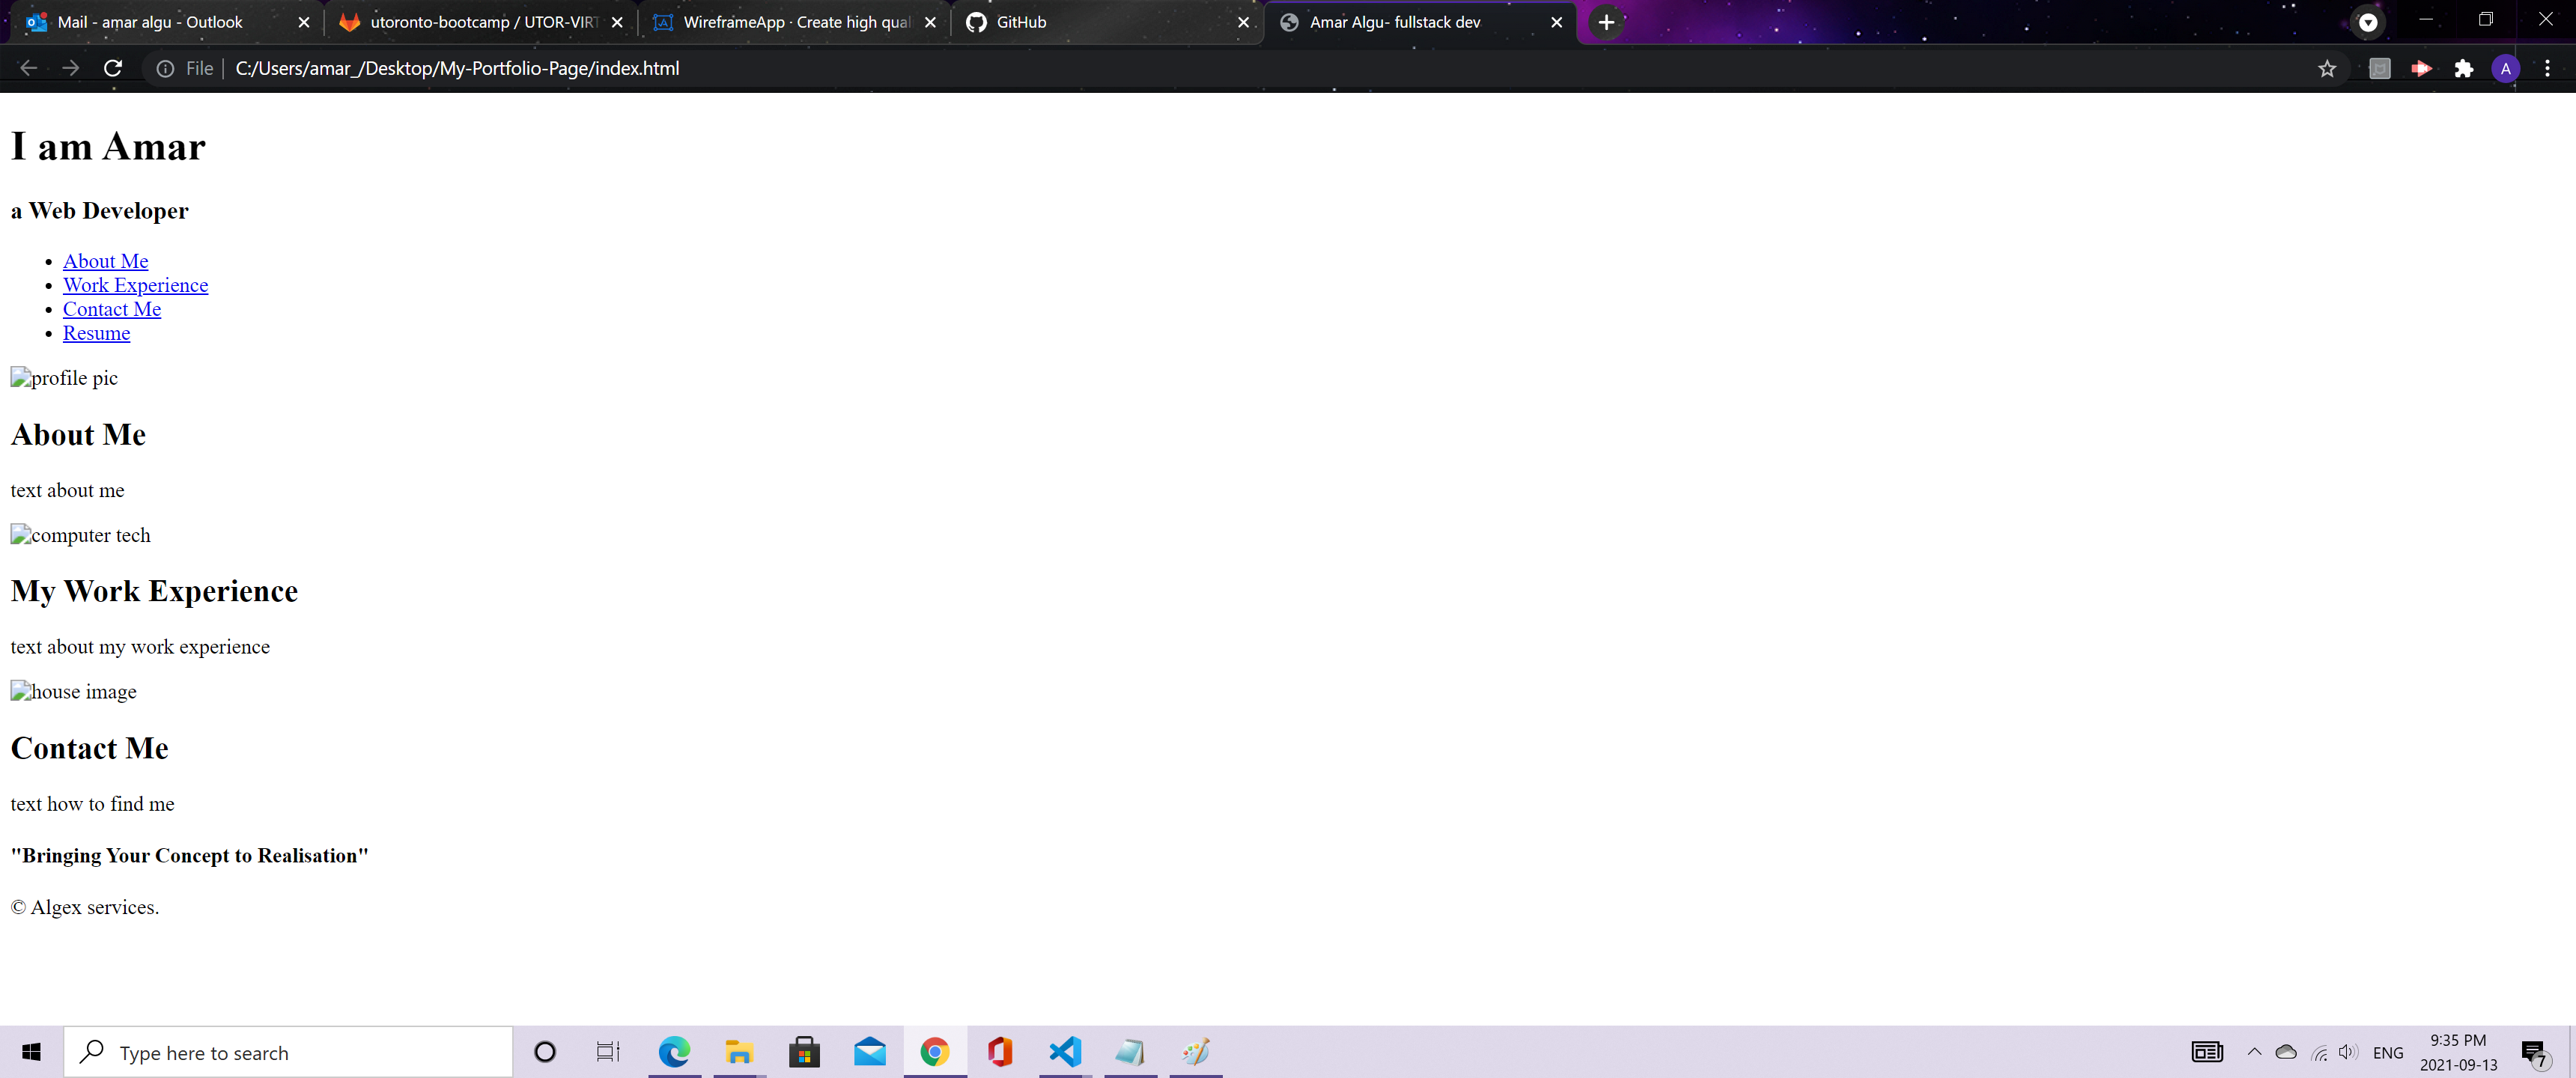 Mail - amar algu - Outlook
utoronto-bootcamp / UTOR-VIRT
WireframeApp · Create high qual
GitHub
Amar Algu- fullstack dev
File | C:/Users/amar_/Desktop/My-Portfolio-Page/index.html
A
I am Amar
a Web Developer
• About Me
• Work Experience
• Contact Me
• Resume
profile pic
About Me
text about me
computer tech
My Work Experience
text about my work experience
house image
Contact Me
text how to find me
"Bringing Your Concept to Realisation"
© Algex services.
Type here to search
ENG
9:35 PM
2021-09-13
7